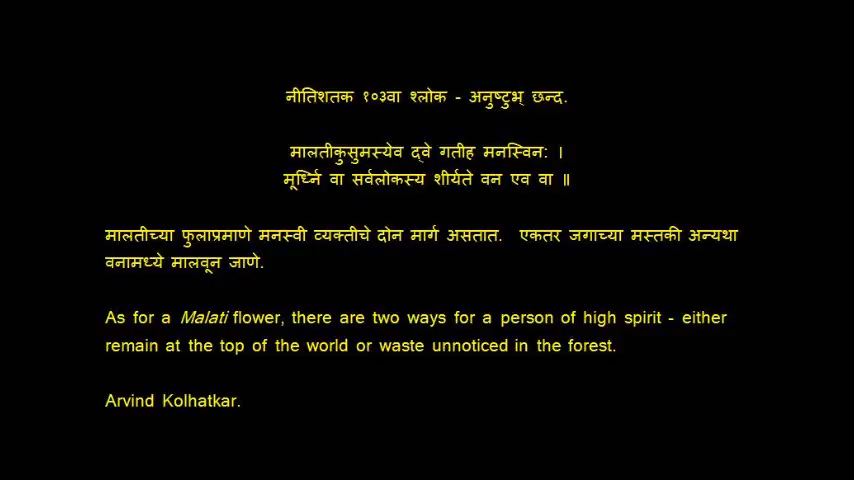 नीतिशतक १०३वा श्लोक - अनुष्टुभ् छन्द.
मालतीकुसुमस्येव द्वे गतीह मनस्विन: ।
मूर्ध्नि वा सर्वलोकस्य शीर्यते वन एव वा ॥
मालतीच्या फुलाप्रमाणे मनस्वी व्यक्तीचे दोन मार्ग असतात. एकतर जगाच्या मस्तकी अन्यथा
वनामध्ये मालवून जाणे.
As for a Malati flower, there are two ways for a person of high spirit - either
remain at the top of the world or waste unnoticed in the forest.
Arvind Kolhatkar.